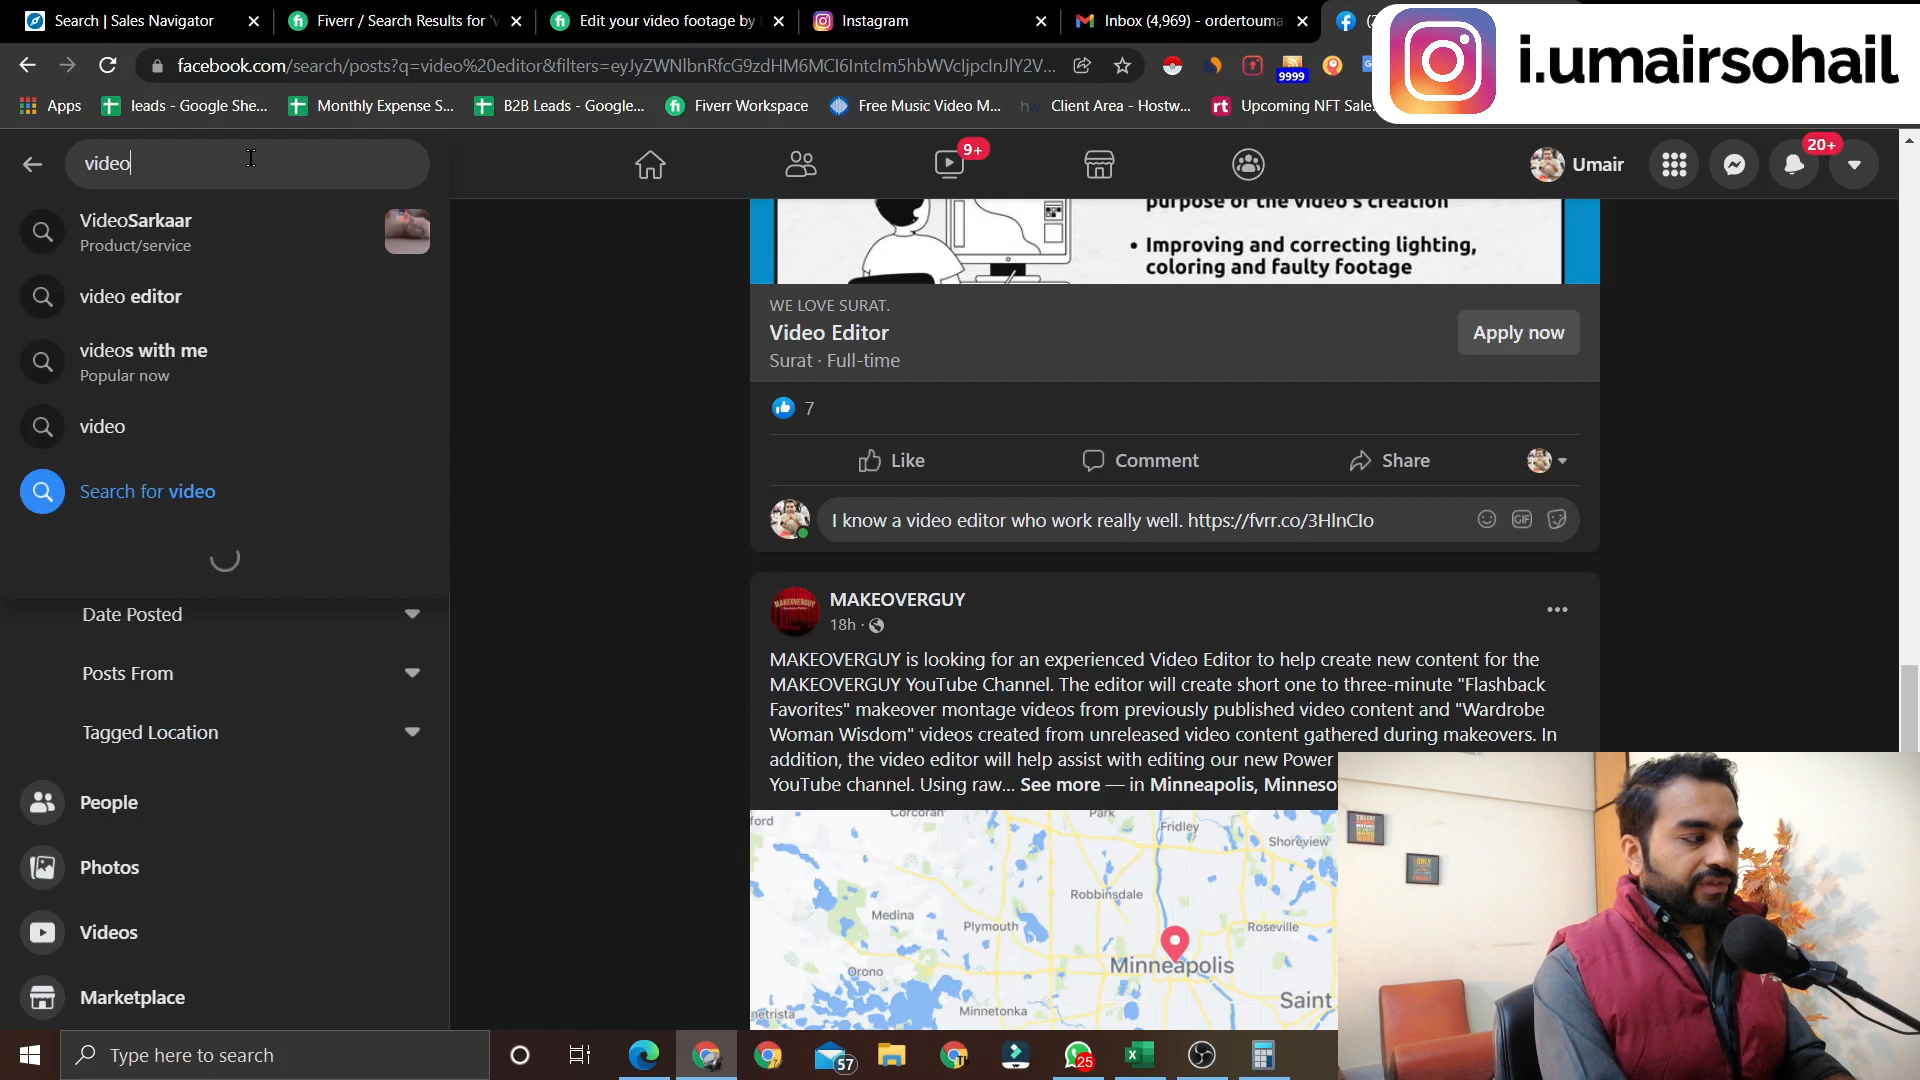 Search | Sales Navigator
Fiverr / Search Results for 'v
Edit your video footage by
Instagram
Inbox (4,969) - ordertouma
facebook.com/search/posts?q=video%20editor&filters=eyJyZWNlbnRfcG9zdHM6MCI6IntcIm5hbWVcIjpcInJlY2V...
9999
i.umairsohail
Apps
leads - Google She...
Monthly Expense S...
B2B Leads - Google...
Fiverr Workspace
Free Music Video M...
Client Area - Hostw...
rt Upcoming NFT Sale
video
9+
Umair
20+
VideoSarkaar
Product/service
video editor
videos with me
Popular now
video
Search for video
Date Posted
Posts From
Tagged Location
People
Photos
Videos
Marketplace
purpose of the video's creation
• Improving and correcting lighting,
coloring and faulty footage
WE LOVE SURAT.
Video Editor
Surat · Full-time
Apply now
7
Like
Comment
Share
I know a video editor who work really well. https://fvrr.co/3HlnCIo
GIF
MAKEOVERGUY
18h ·
MAKEOVERGUY is looking for an experienced Video Editor to help create new content for the
MAKEOVERGUY YouTube Channel. The editor will create short one to three-minute "Flashback
Favorites" makeover montage videos from previously published video content and "Wardrobe
Woman Wisdom" videos created from unreleased video content gathered during makeovers. In
addition, the video editor will help assist with editing our new Power
YouTube channel. Using raw... See more — in Minneapolis, Minneso
Corcoran
Park
Fridley
Shoreview
Robbinsdale
Medina
Plymouth
Roseville
Minneapolis
Orono
Saint
Minnetonka
Type here to search
57
25